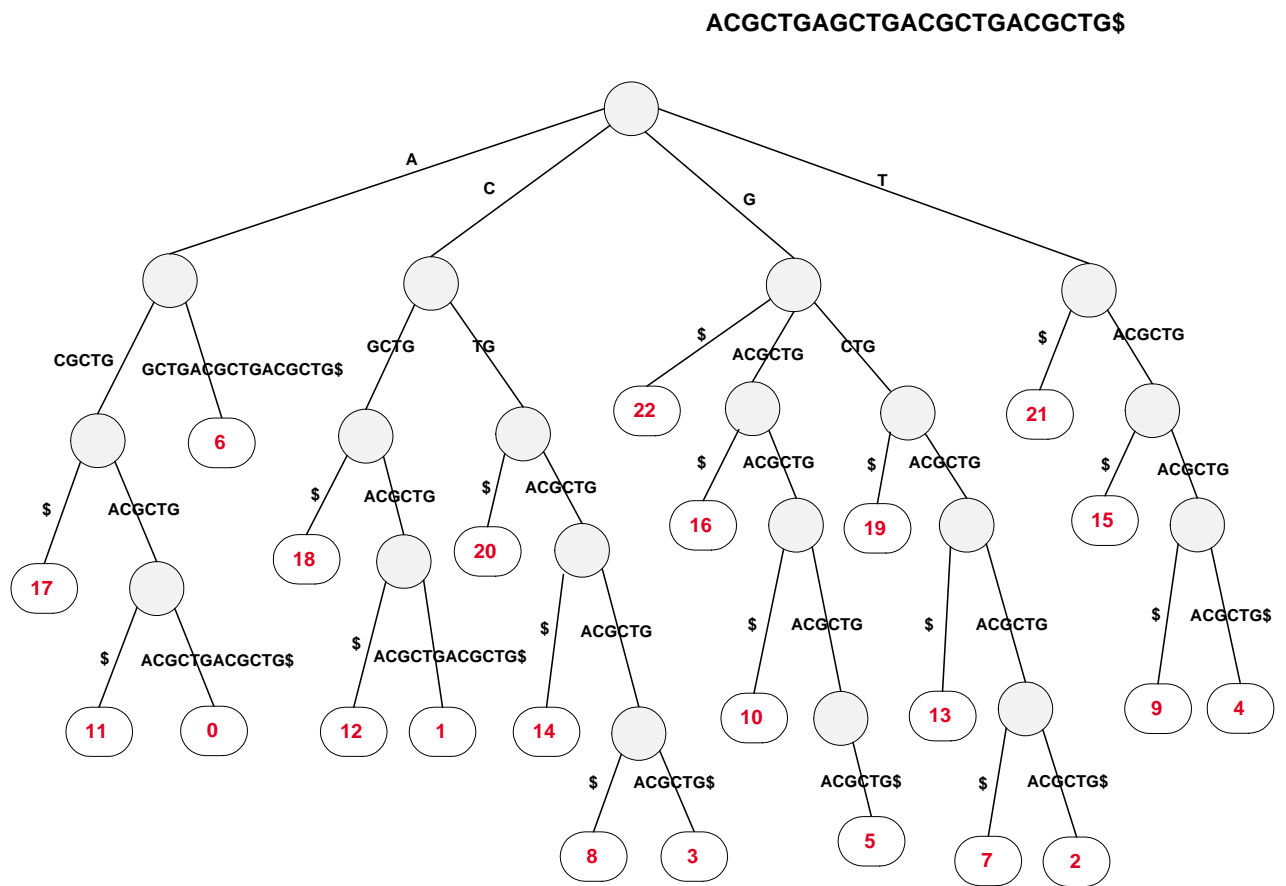 ACGCTGAGCTGACGCTGACGCTG$
A
C
G
T
CGCTG
GCTGACGCTGACGCTG$
GCTG
TG
$
ACGCTG
CTG
$
ACGCTG
6
22
21
$
ACGCTG
$
ACGCTG
$
ACGCTG
$
ACGCTG
$
ACGCTG
$
ACGCTG
17
18
20
16
19
15
$
ACGCTGACGCTG$
$
ACGCTGACGCTG$
$
ACGCTG
$
ACGCTG
$
ACGCTG
$
ACGCTG$
11
0
12
1
14
10
13
9
4
$
ACGCTG$
ACGCTG$
$
ACGCTG$
8
3
5
7
2